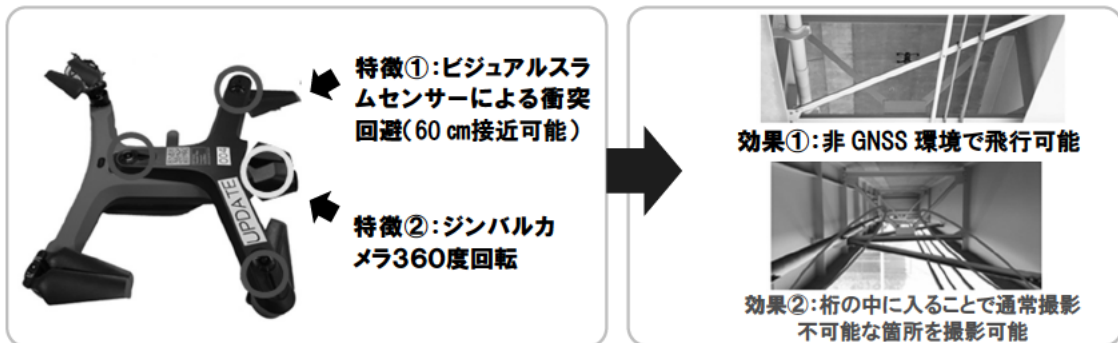 特徴①:ビジュアルスラ
ムセンサーによる衝突
回避(60 ㎝接近可能)
特徴②:ジンバルカ
メラ360度回転
UPDATE
効果①:非 GNSS 環境で飛行可能
効果②:桁の中に入ることで通常撮影
不可能な箇所を撮影可能